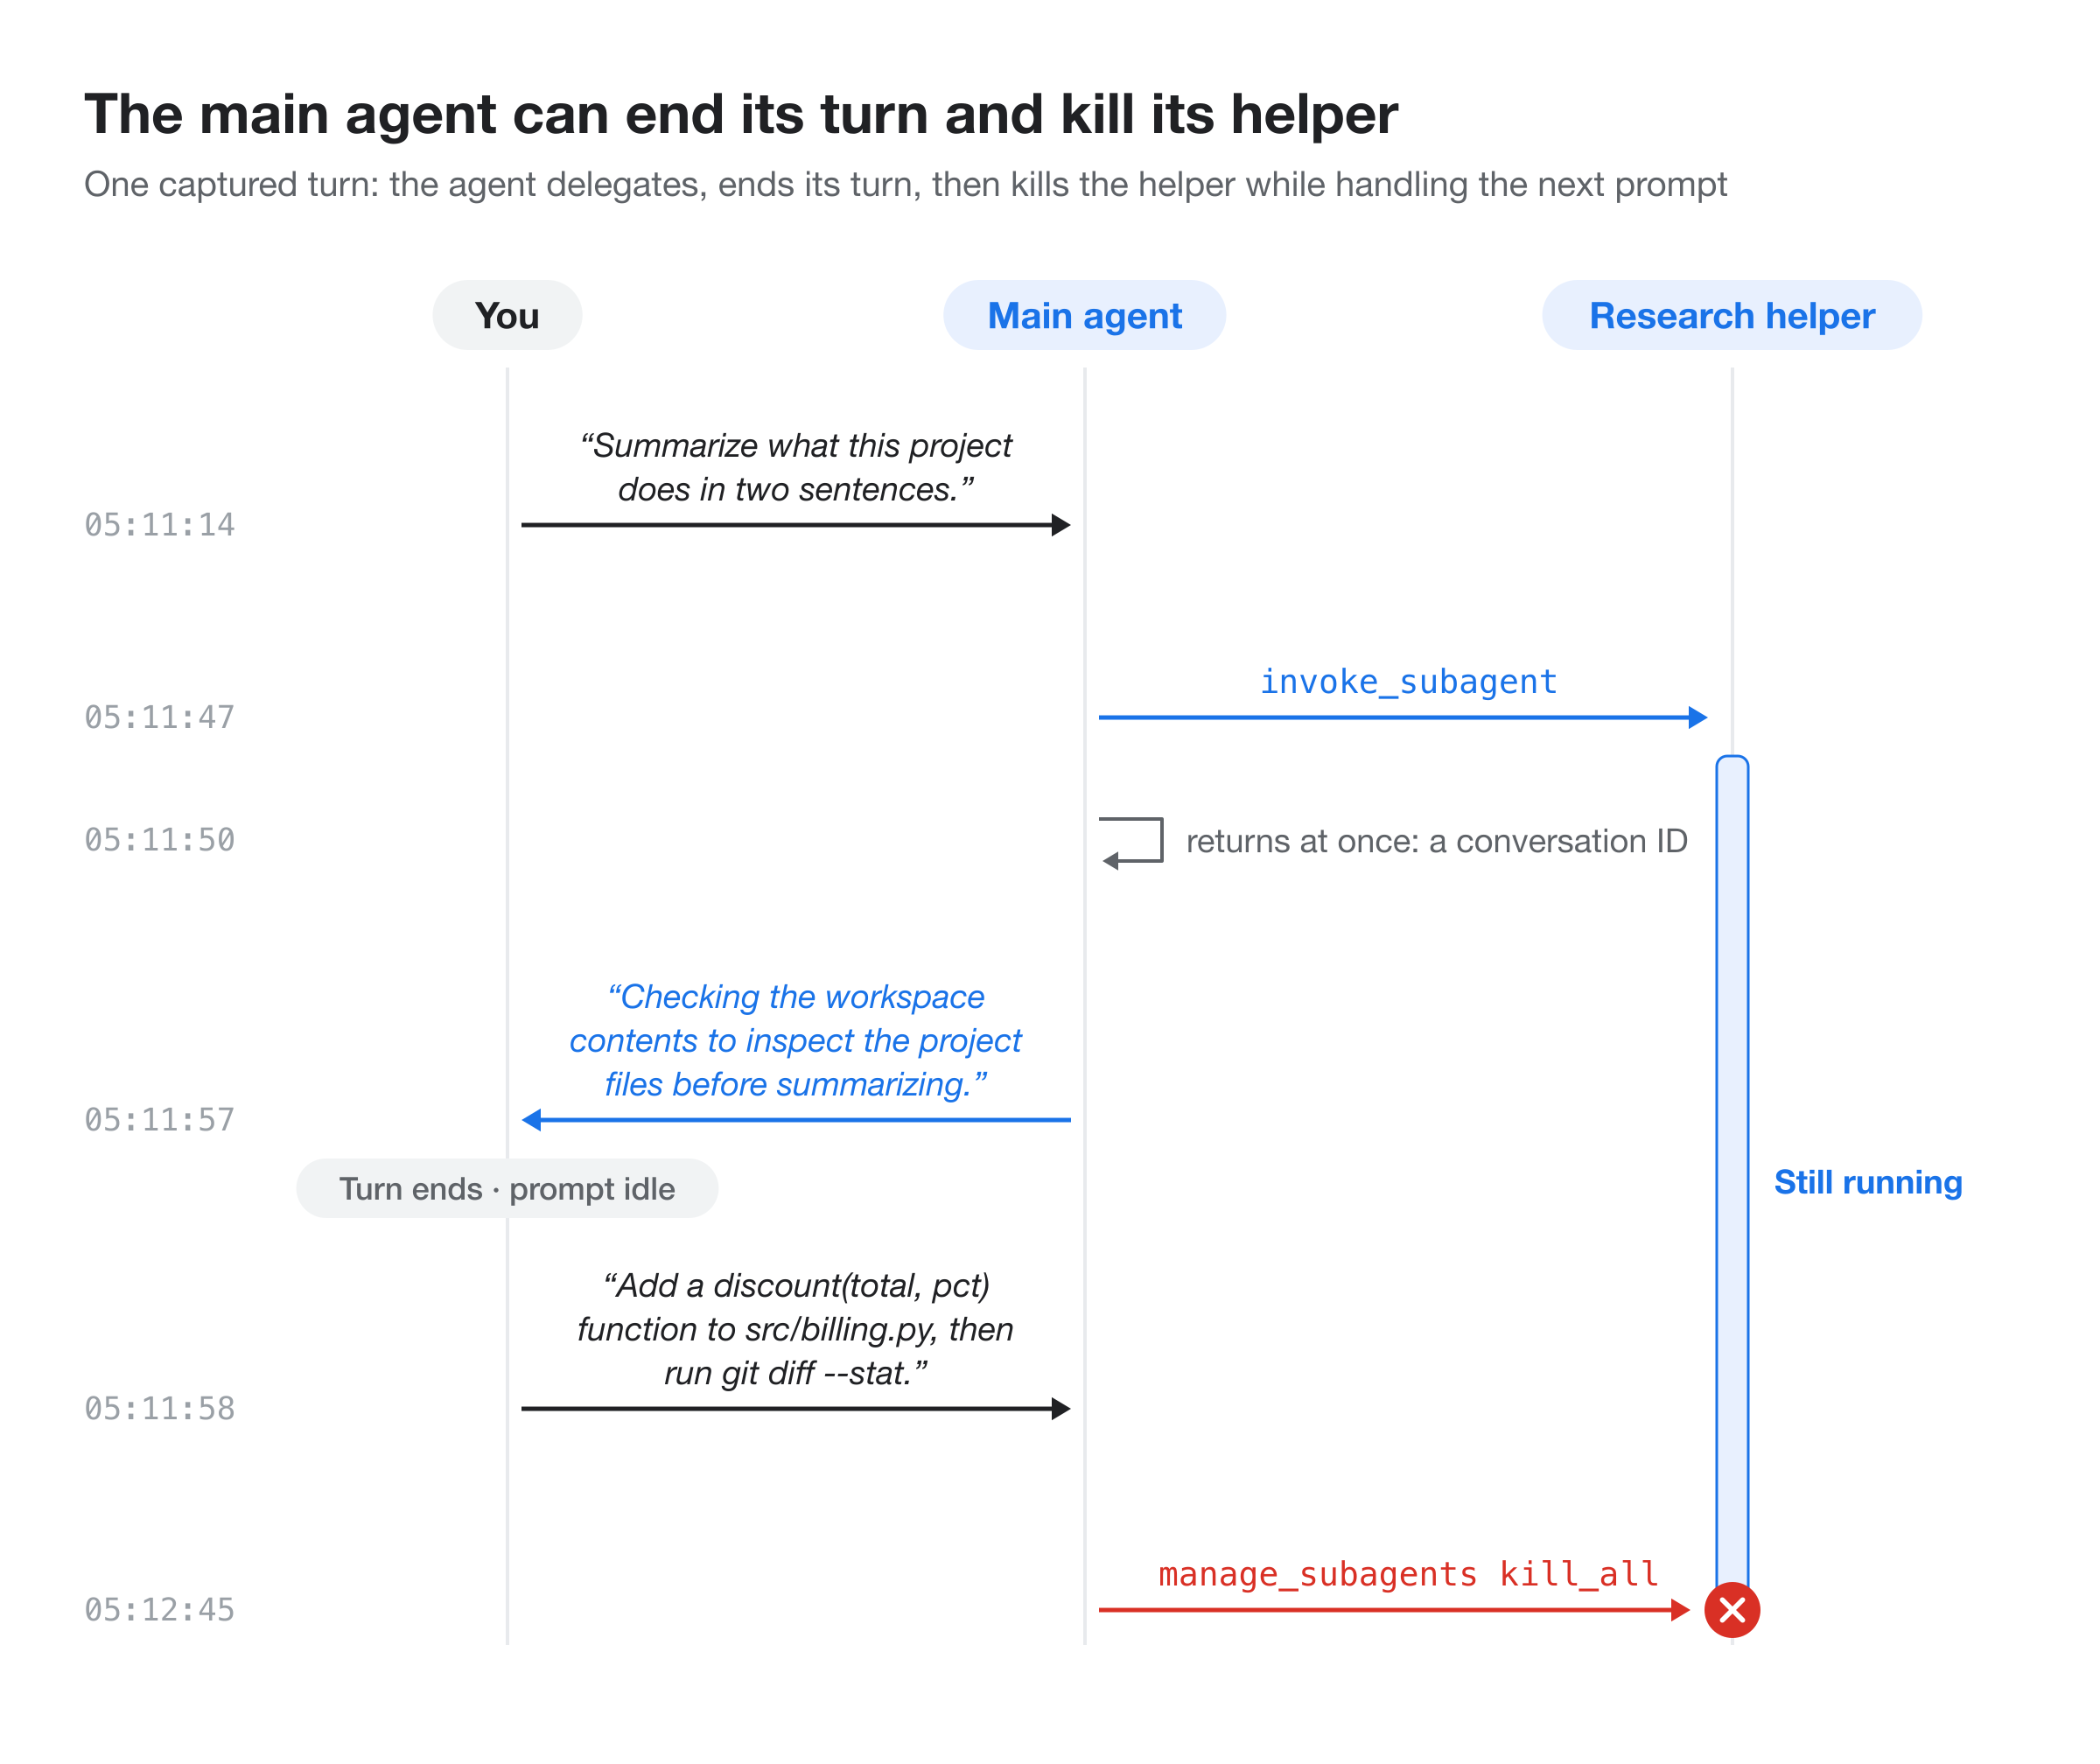 The main agent can end its turn and kill its helper
One captured turn: the agent delegates, ends its turn, then kills the helper while handling the next prompt
You
Main agent
Research helper
“Summarize what this project
does in two sentences.”
05:11:14
invoke_subagent
05:11:47
05:11:50
returns at once: a conversation ID
“Checking the workspace
contents to inspect the project
files before summarizing.”
05:11:57
Turn ends · prompt idle
Still running
“Add a discount(total, pct)
function to src/billing.py, then
run git diff --stat.”
05:11:58
manage_subagents kill_all
05:12:45